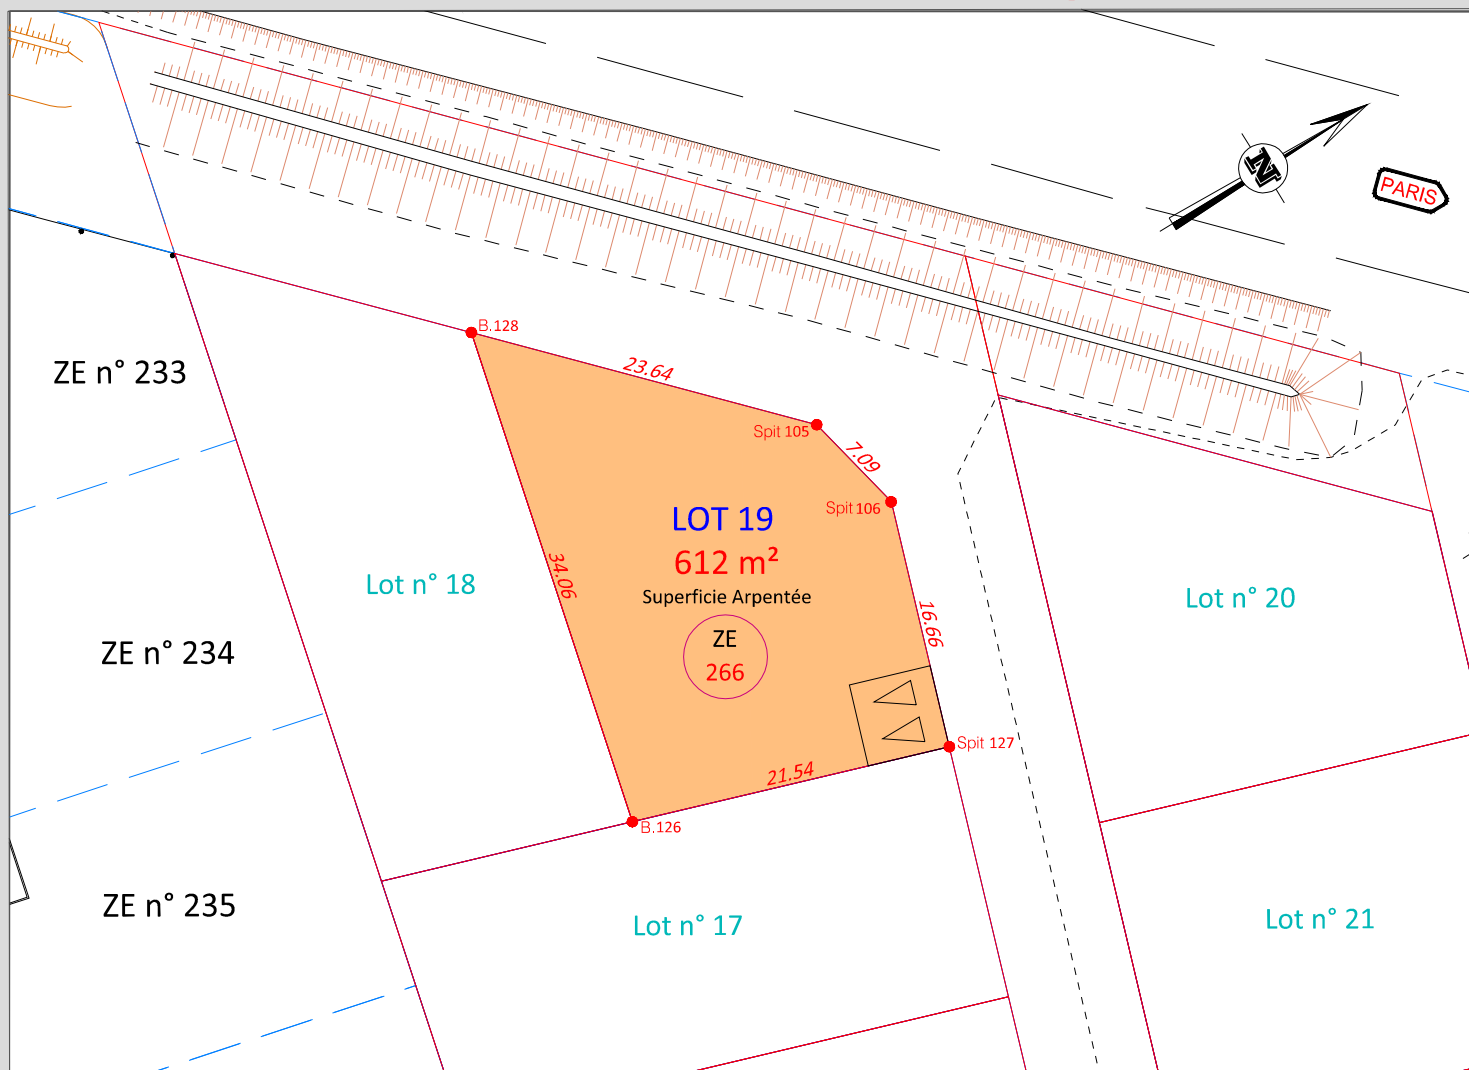 N
PARIS
B.128
23.64
ZE n° 233
Spit 105
7.09
Spit 106
LOT 19
612 m²
Superficie Arpentée
ZE
266
34.06
16.66
Lot n° 18
Lot n° 20
ZE n° 234
Spit 127
21.54
B.126
ZE n° 235
Lot n° 17
Lot n° 21